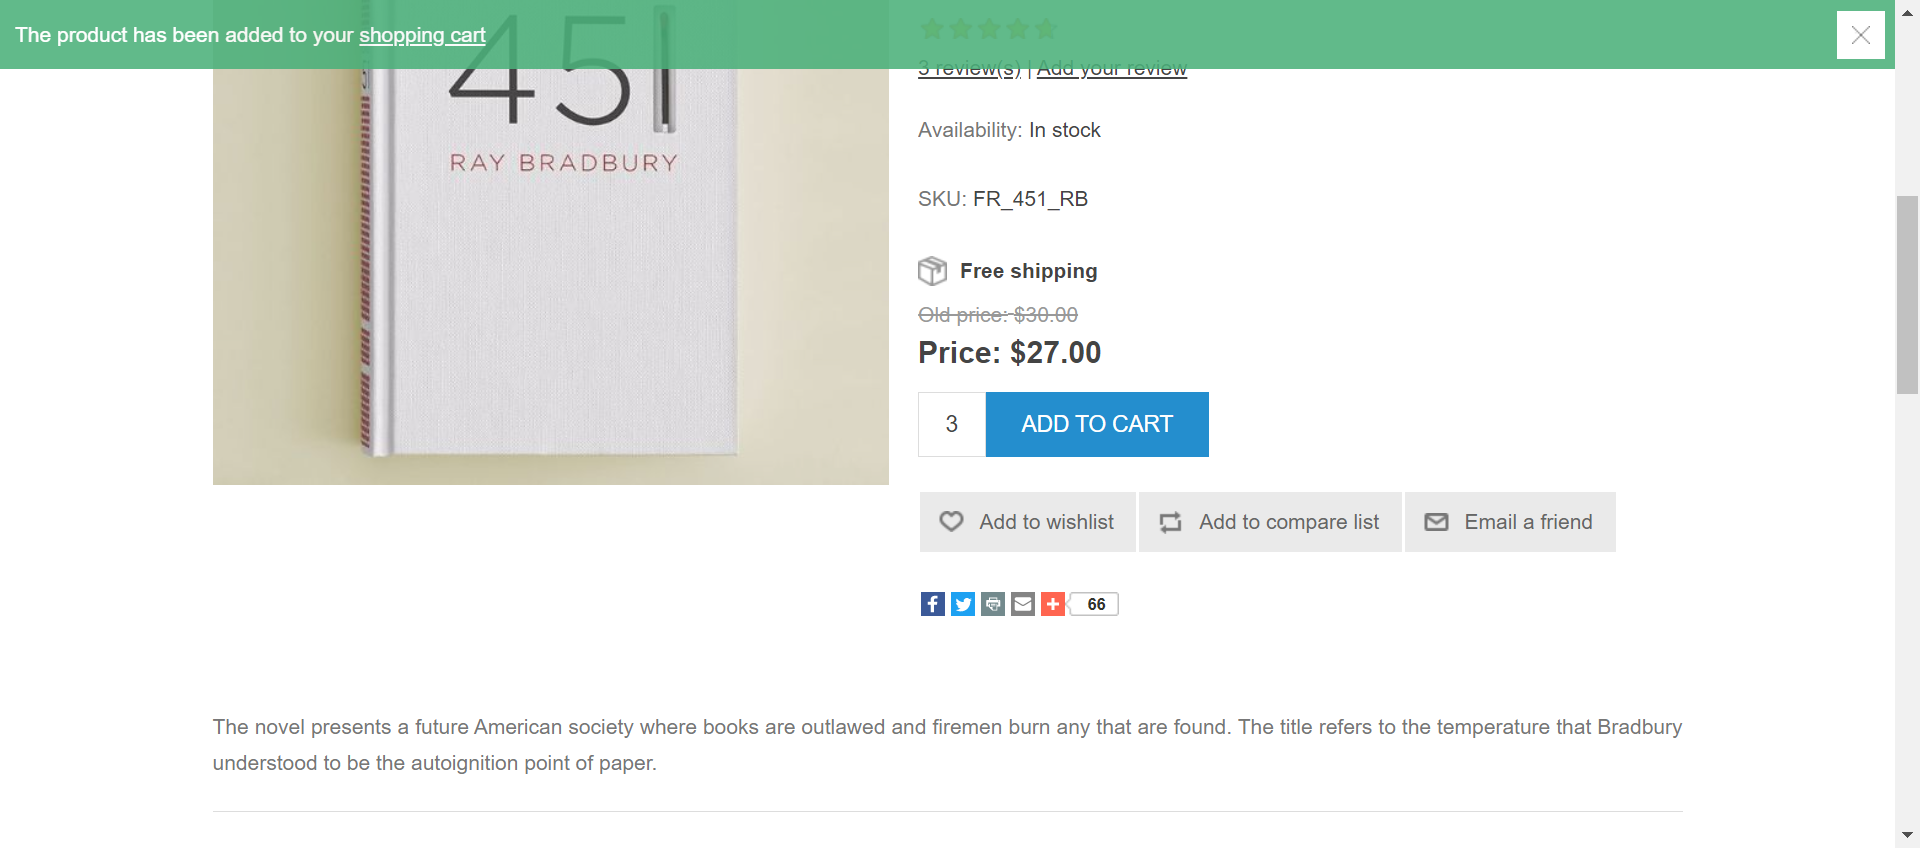 The product has been added to your shopping cart
451
RAY BRADBURY
3 review(s) | Add your review
Availability: In stock
SKU: FR_451_RB
Free shipping
Old price: $30.00
Price: $27.00
3 ADD TO CART
Add to wishlist Add to compare list Email a friend
66
The novel presents a future American society where books are outlawed and firemen burn any that are found. The title refers to the temperature that Bradbury
understood to be the autoignition point of paper.